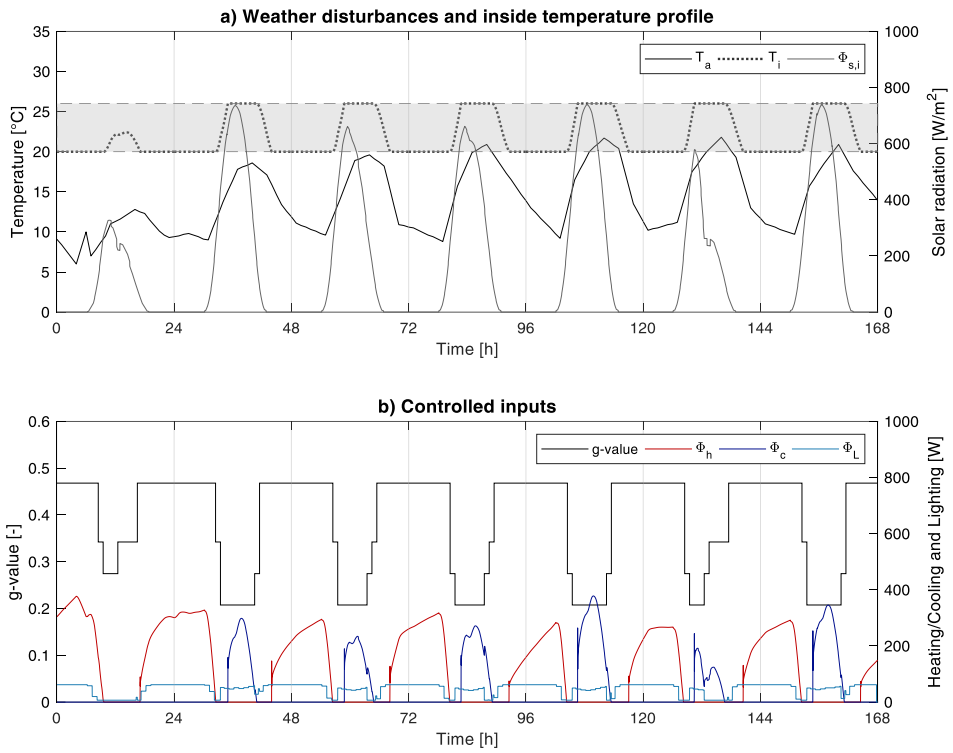 a) Weather disturbances and inside temperature profile
35
30
25
20
15
10
5
0
Temperature [°C]
1000
800
600
400
200
0
Solar radiation [W/m²]
T_a T_i Φ_s,i
0 24 48 72 96 120 144 168
Time [h]
b) Controlled inputs
0.6
0.5
0.4
0.3
0.2
0.1
0
g-value [-]
1000
800
600
400
200
0
Heating/Cooling and Lighting [W]
g-value Φ_h Φ_c Φ_L
0 24 48 72 96 120 144 168
Time [h]